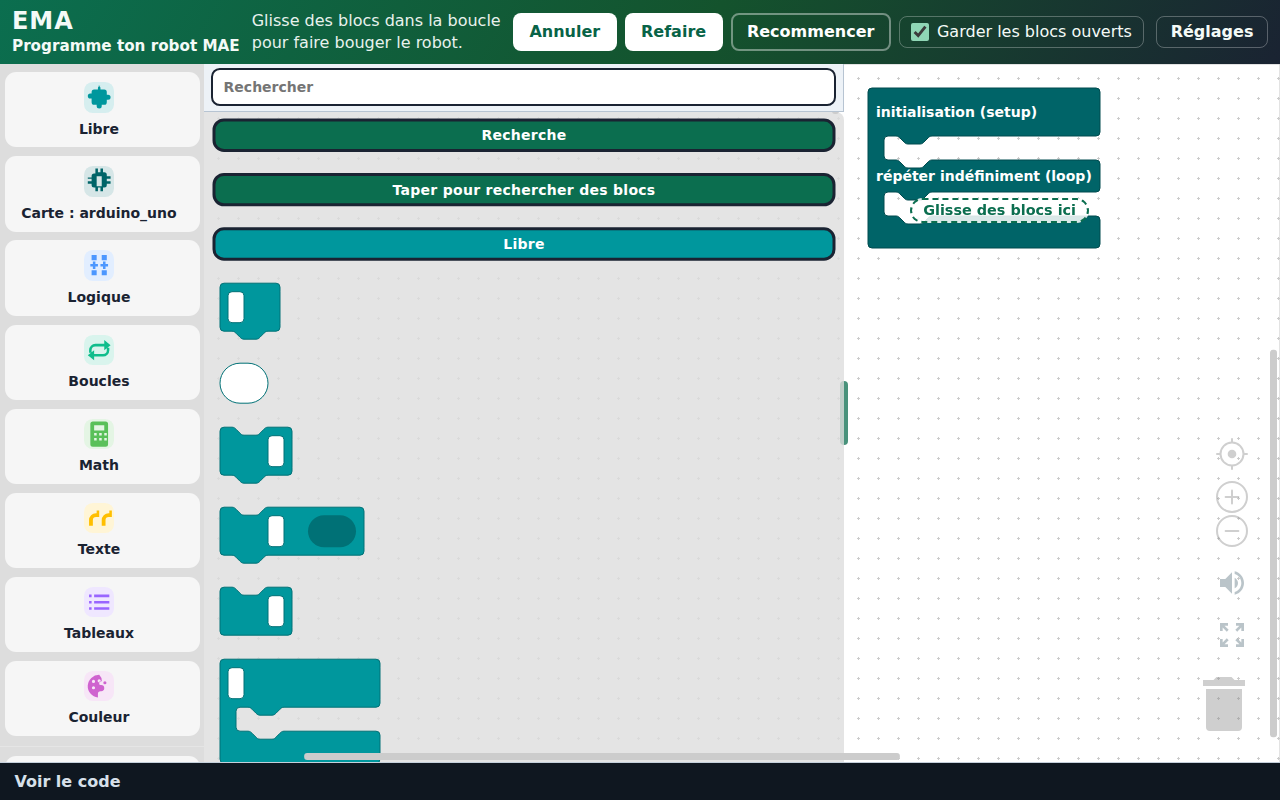 EMA
Programme ton robot MAE
Glisse des blocs dans la boucle
pour faire bouger le robot.
Annuler
Refaire
Recommencer
Garder les blocs ouverts
Réglages
Libre
Carte : arduino_uno
Logique
Boucles
Math
Texte
Tableaux
Couleur
Rechercher
Recherche
Taper pour rechercher des blocs
Libre
initialisation (setup)
répéter indéfiniment (loop)
Glisse des blocs ici
Voir le code